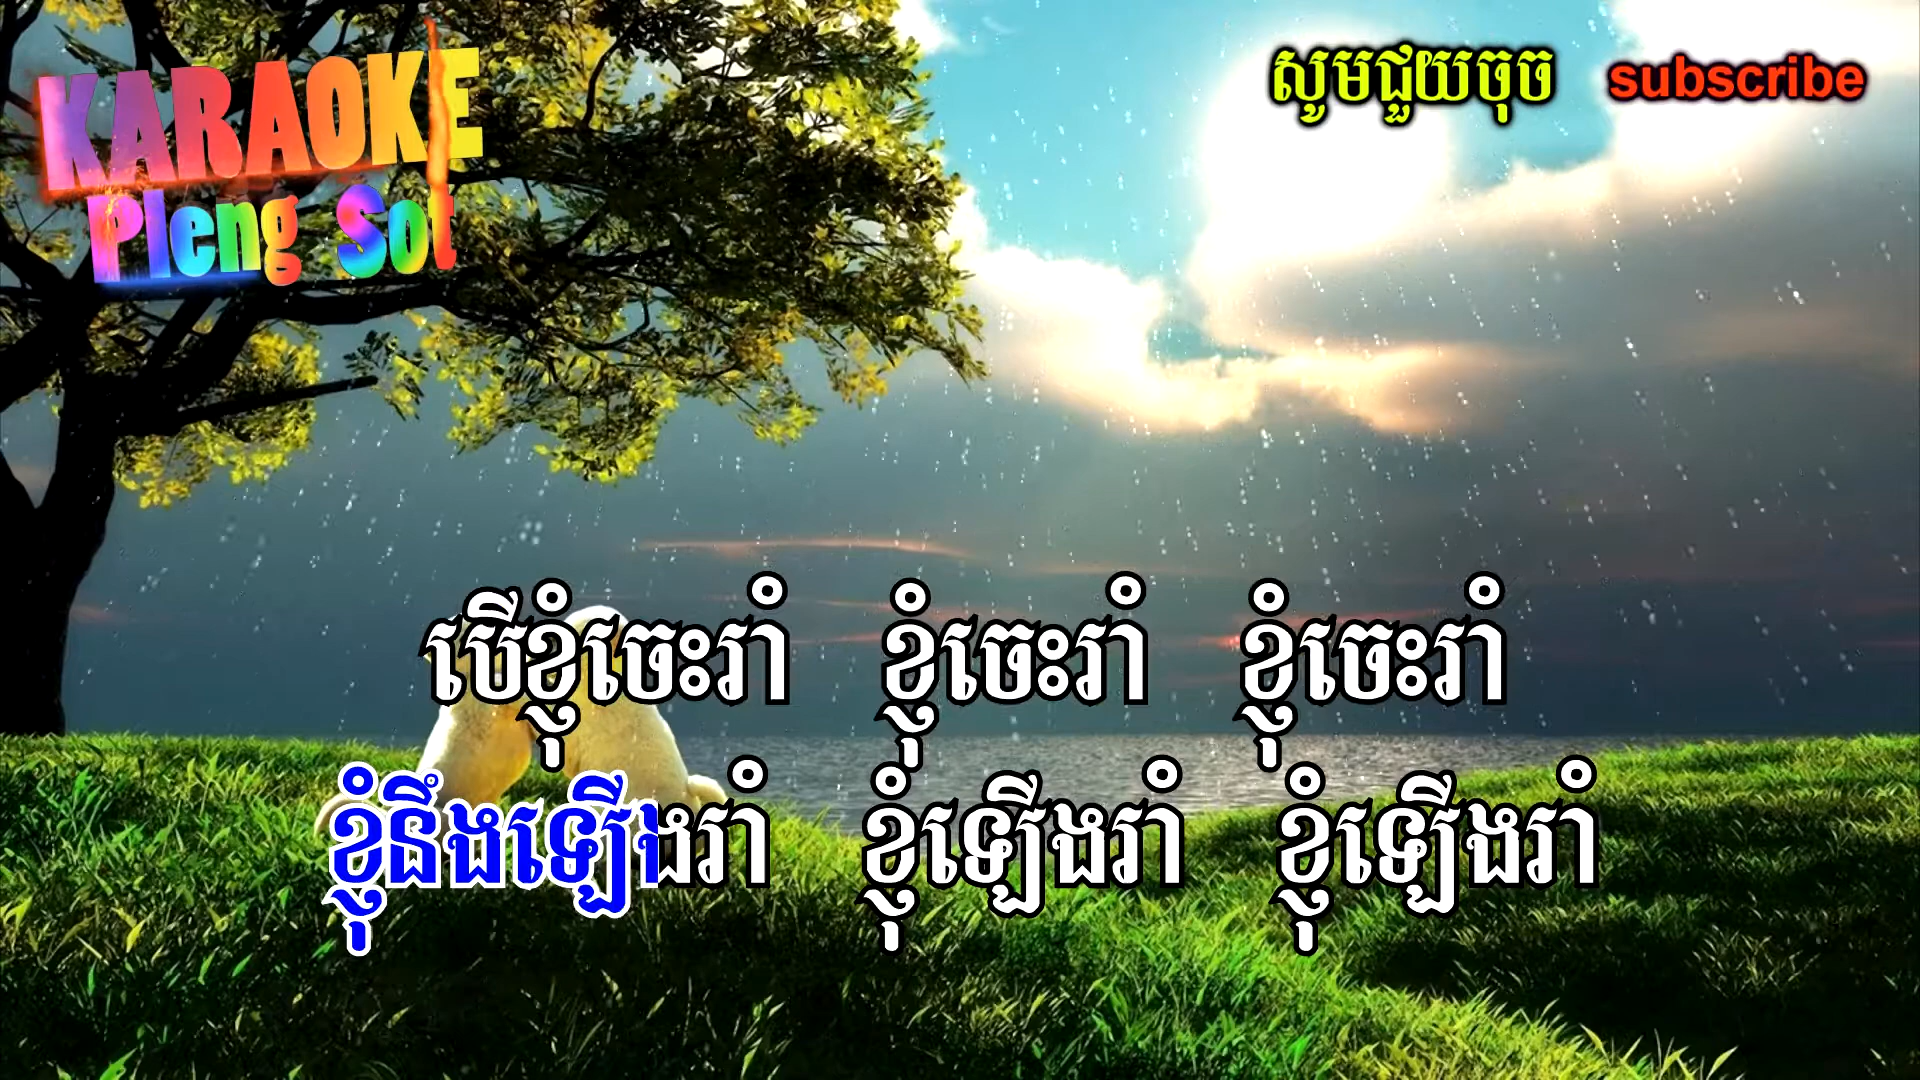 KARAOKE
Pleng Sot
សូមជួយចុច subscribe
បើខ្ញុំចេះរាំ ខ្ញុំចេះរាំ ខ្ញុំចេះរាំ
ខ្ញុំនឹងឡើងរាំ ខ្ញុំឡើងរាំ ខ្ញុំឡើងរាំ